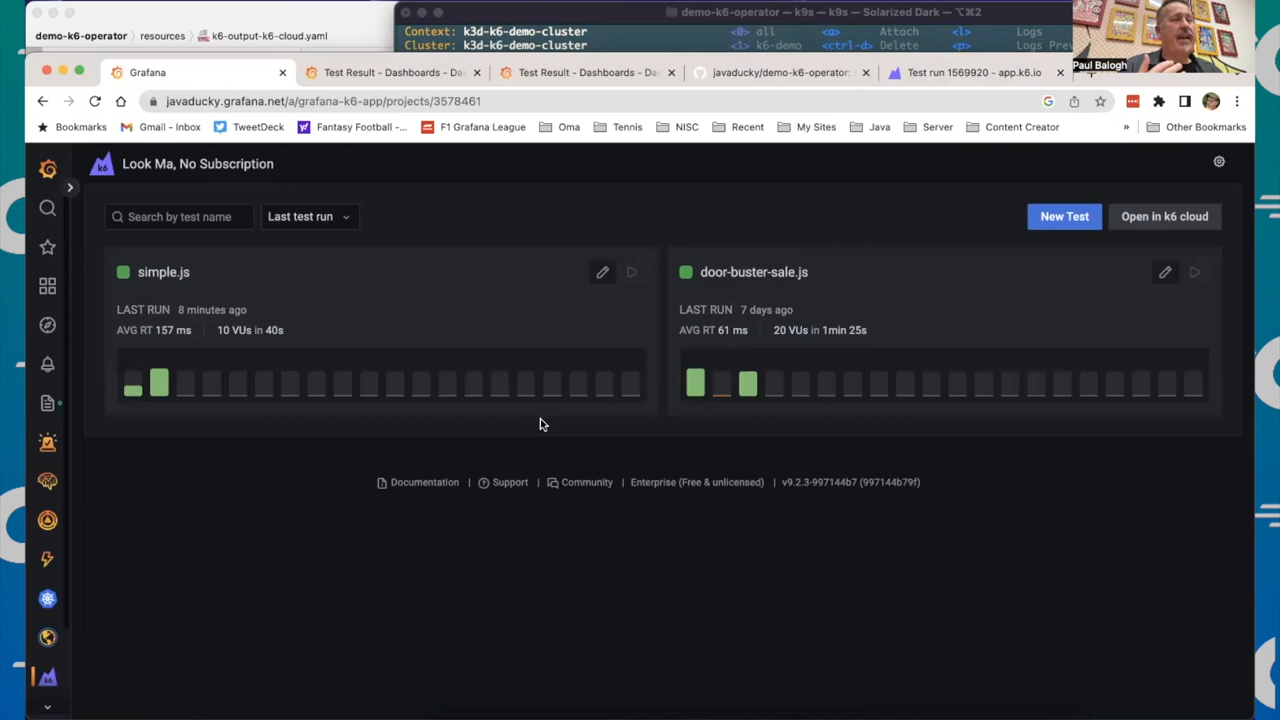 demo-k6-operator › resources › k6-output-k6-cloud.yaml
demo-k6-operator — k9s — k9s — Solarized Dark — ⌥⌘2
Context: k3d-k6-demo-cluster <0> all <a> Attach <l> Logs
Cluster: k3d-k6-demo-cluster <1> k6-demo <ctrl-d> Delete <p> Logs Prev
Paul Balogh
Grafana
Test Result - Dashboards - Da
Test Result - Dashboards - Da
javaducky/demo-k6-operator:
Test run 1569920 - app.k6.io
javaducky.grafana.net/a/grafana-k6-app/projects/3578461
Bookmarks Gmail - Inbox TweetDeck Fantasy Football -... F1 Grafana League Oma Tennis NISC Recent My Sites Java Server Content Creator » Other Bookmarks
k6 Look Ma, No Subscription
Search by test name Last test run New Test Open in k6 cloud
simple.js
LAST RUN 8 minutes ago
AVG RT 157 ms 10 VUs in 40s
door-buster-sale.js
LAST RUN 7 days ago
AVG RT 61 ms 20 VUs in 1min 25s
Documentation | Support | Community | Enterprise (Free & unlicensed) | v9.2.3-997144b7 (997144b79f)